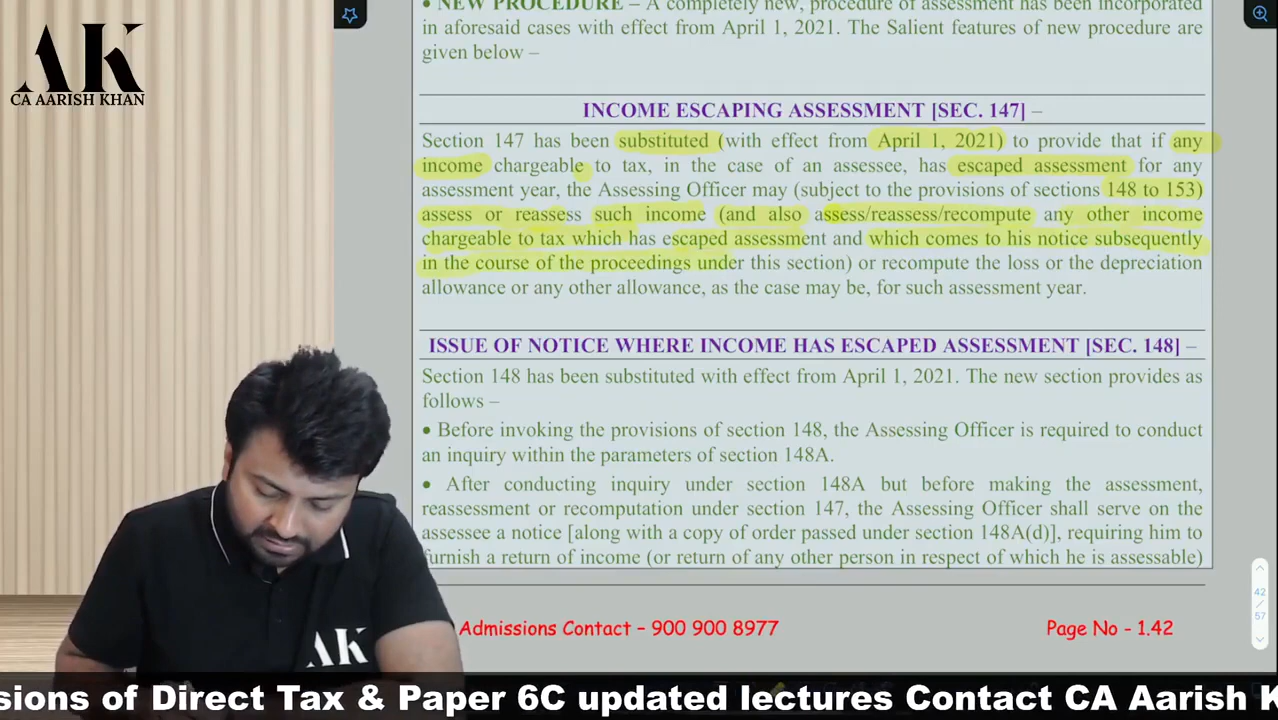 AK
CA AARISH KHAN
• NEW PROCEDURE – A completely new, procedure of assessment has been incorporated
in aforesaid cases with effect from April 1, 2021. The Salient features of new procedure are
given below –
INCOME ESCAPING ASSESSMENT [SEC. 147] –
Section 147 has been substituted (with effect from April 1, 2021) to provide that if any
income chargeable to tax, in the case of an assessee, has escaped assessment for any
assessment year, the Assessing Officer may (subject to the provisions of sections 148 to 153)
assess or reassess such income (and also assess/reassess/recompute any other income
chargeable to tax which has escaped assessment and which comes to his notice subsequently
in the course of the proceedings under this section) or recompute the loss or the depreciation
allowance or any other allowance, as the case may be, for such assessment year.
ISSUE OF NOTICE WHERE INCOME HAS ESCAPED ASSESSMENT [SEC. 148] –
Section 148 has been substituted with effect from April 1, 2021. The new section provides as
follows –
• Before invoking the provisions of section 148, the Assessing Officer is required to conduct
an inquiry within the parameters of section 148A.
• After conducting inquiry under section 148A but before making the assessment,
reassessment or recomputation under section 147, the Assessing Officer shall serve on the
assessee a notice [along with a copy of order passed under section 148A(d)], requiring him to
furnish a return of income (or return of any other person in respect of which he is assessable)
42
/
57
AK
Admissions Contact – 900 900 8977
Page No - 1.42
sions of Direct Tax & Paper 6C updated lectures Contact CA Aarish K